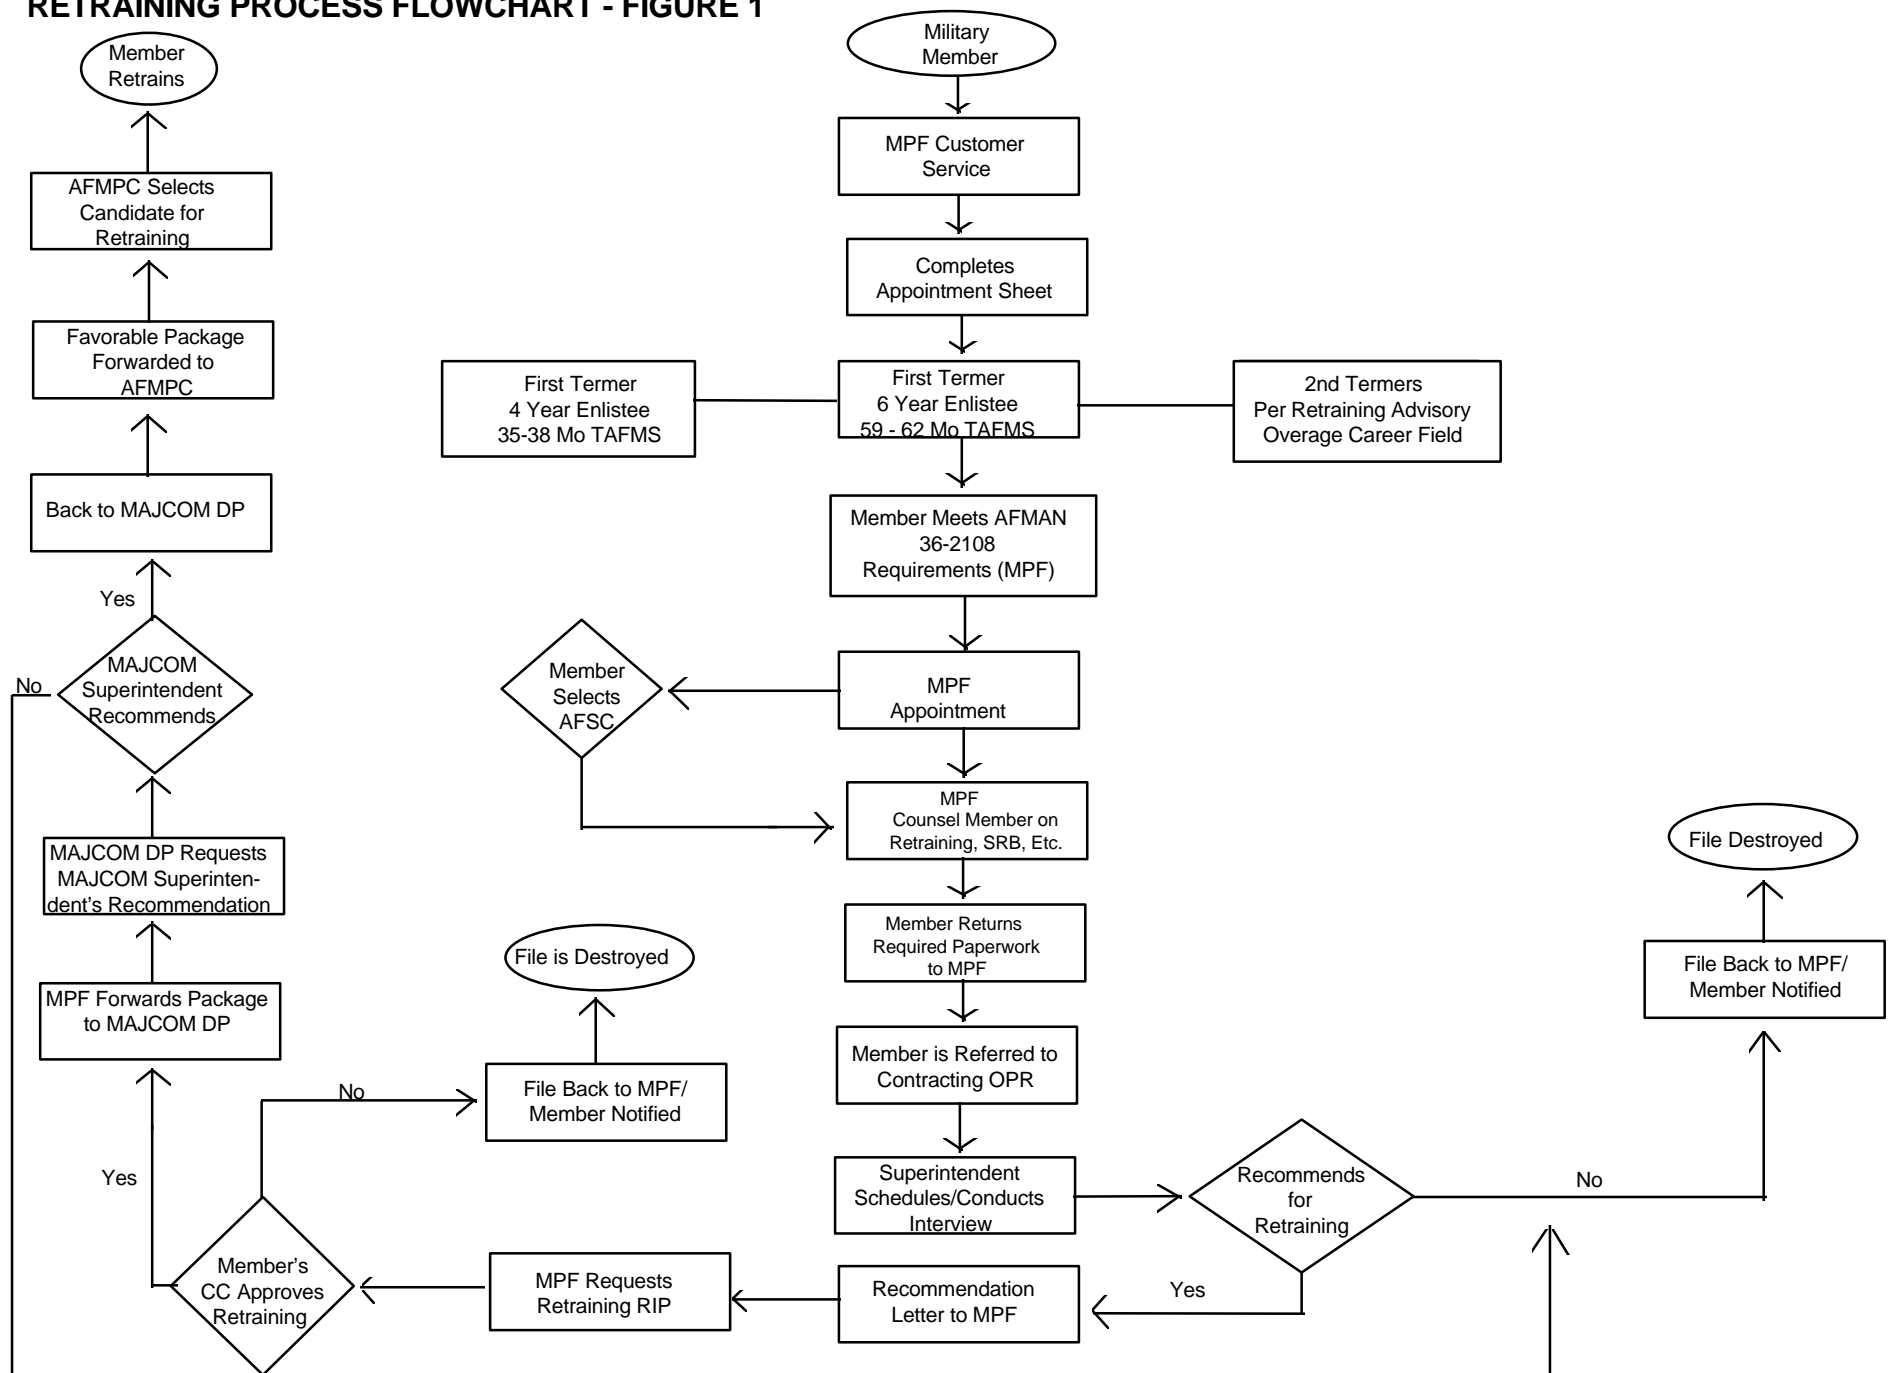 RETRAINING PROCESS FLOWCHART - FIGURE 1
Military
Member
MPF Customer
Service
Completes
Appointment Sheet
First Termer
4 Year Enlistee
35-38 Mo TAFMS
First Termer
6 Year Enlistee
59 - 62 Mo TAFMS
2nd Termers
Per Retraining Advisory
Overage Career Field
Member Meets AFMAN
36-2108
Requirements (MPF)
MPF
Appointment
Member
Selects
AFSC
MPF
Counsel Member on
Retraining, SRB, Etc.
Member Returns
Required Paperwork
to MPF
Member is Referred to
Contracting OPR
Superintendent
Schedules/Conducts
Interview
Recommends
for
Retraining
No
File Back to MPF/
Member Notified
File Destroyed
Yes
Recommendation
Letter to MPF
MPF Requests
Retraining RIP
Member's
CC Approves
Retraining
No
File Back to MPF/
Member Notified
File is Destroyed
Yes
MPF Forwards Package
to MAJCOM DP
MAJCOM DP Requests
MAJCOM Superinten-
dent's Recommendation
MAJCOM
Superintendent
Recommends
No
Yes
Back to MAJCOM DP
Favorable Package
Forwarded to
AFMPC
AFMPC Selects
Candidate for
Retraining
Member
Retrains